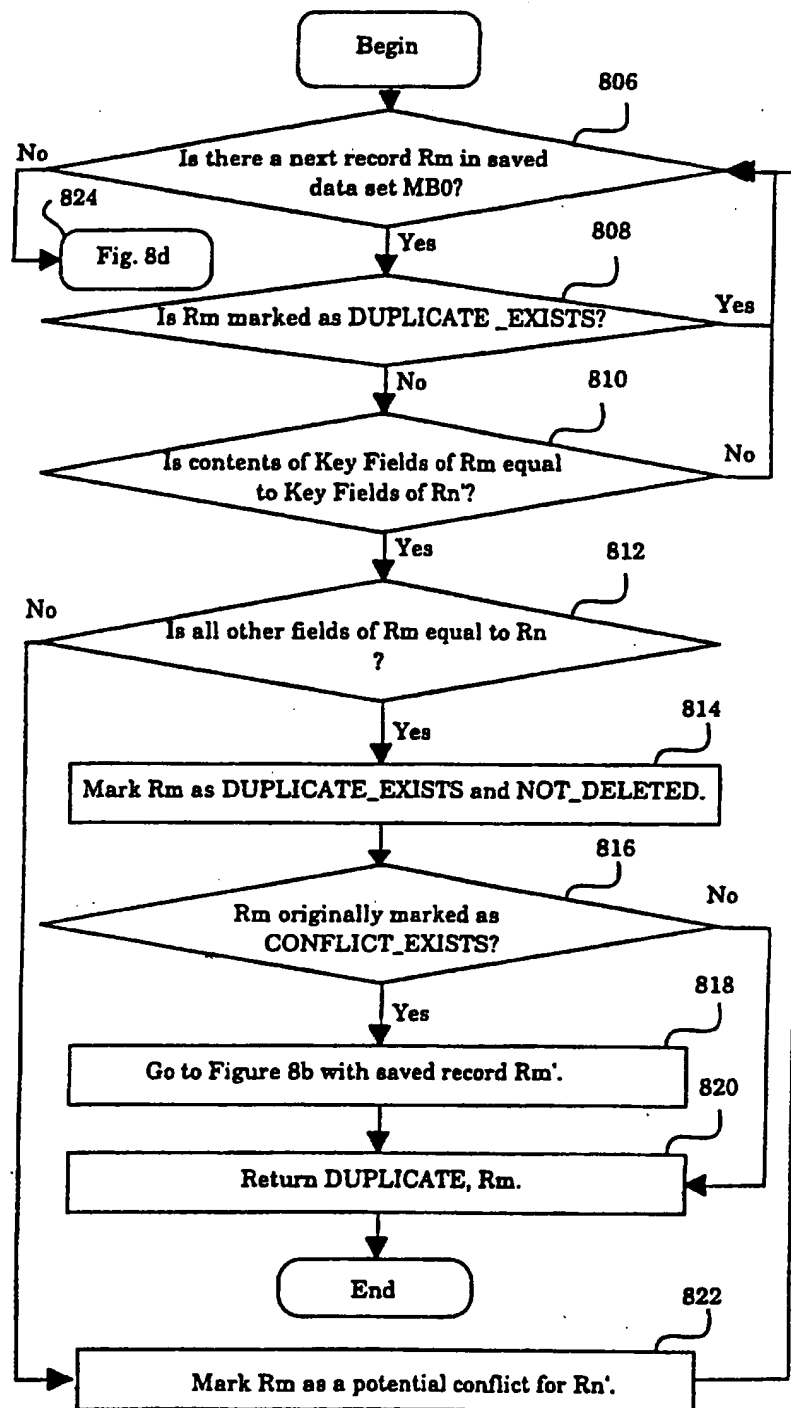 Begin
806
No
Is there a next record Rm in saved
data set MB0?
824
Fig. 8d
Yes
808
Is Rm marked as DUPLICATE_EXISTS?
Yes
No
810
Is contents of Key Fields of Rm equal
to Key Fields of Rn'?
No
Yes
812
No
Is all other fields of Rm equal to Rn
?
Yes
814
Mark Rm as DUPLICATE_EXISTS and NOT_DELETED.
816
Rm originally marked as
CONFLICT_EXISTS?
No
Yes
818
Go to Figure 8b with saved record Rm'.
820
Return DUPLICATE, Rm.
End
822
Mark Rm as a potential conflict for Rn'.